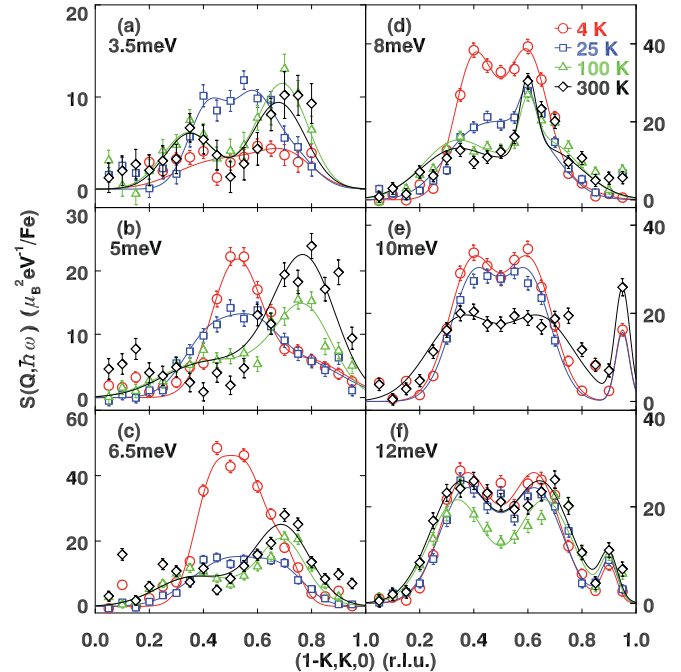 (a)
3.5meV
20
10
0
(b)
5meV
30
20
10
0
(c)
6.5meV
60
40
20
0
0.0 0.2 0.4 0.6 0.8
S(Q,ℏω) (μ_B²eV⁻¹/Fe)
(d)
8meV
4 K
25 K
100 K
300 K
40
20
0
(e)
10meV
40
20
0
(f)
12meV
40
20
0
0.0 0.2 0.4 0.6 0.8 1.0
(1-K,K,0) (r.l.u.)